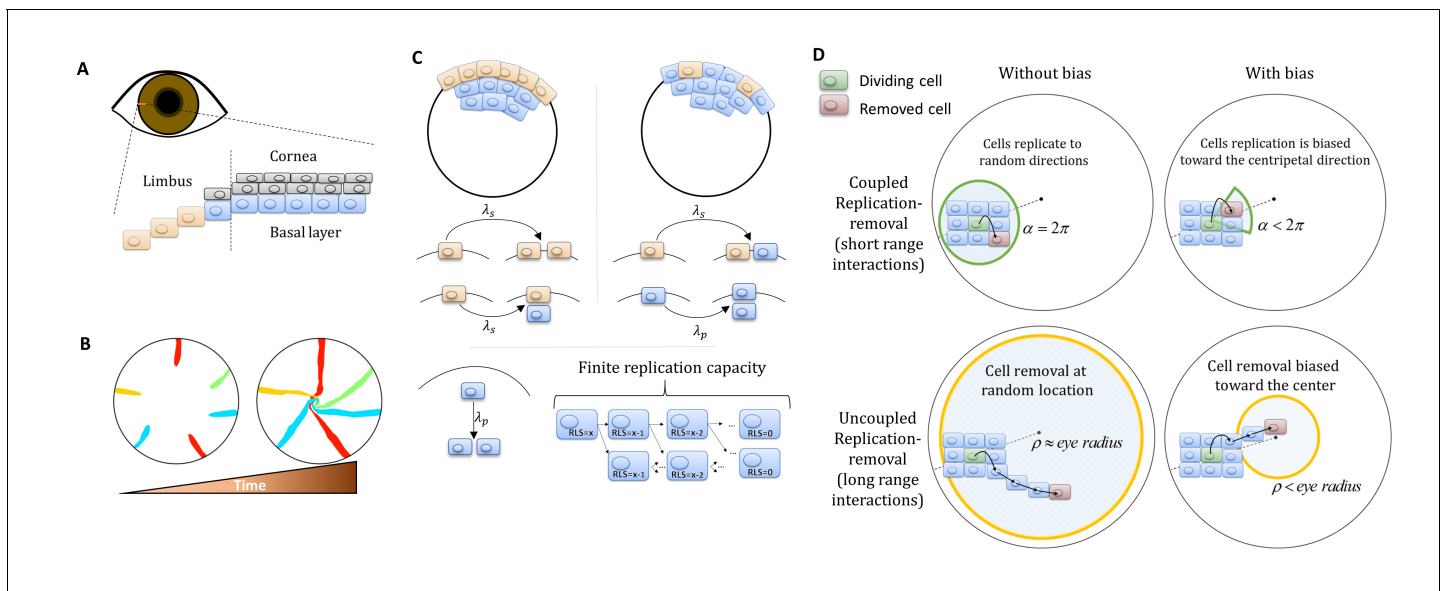 A
Limbus
Cornea
Basal layer
B
Time
C
λs
λs
λs
λp
λp
Finite replication capacity
RLS=x
RLS=x-1
RLS=x-2
...
RLS=0
RLS=x-1
...
RLS=x-2
...
...
RLS=0
D
Dividing cell
Removed cell
Without bias
With bias
Coupled
Replication-
removal
(short range
interactions)
Cells replicate to
random directions
α = 2π
Cells replication is biased
toward the centripetal direction
α < 2π
Uncoupled
Replication-
removal
(long range
interactions)
Cell removal at
random location
ρ ≈ eye radius
Cell removal biased
toward the center
ρ < eye radius